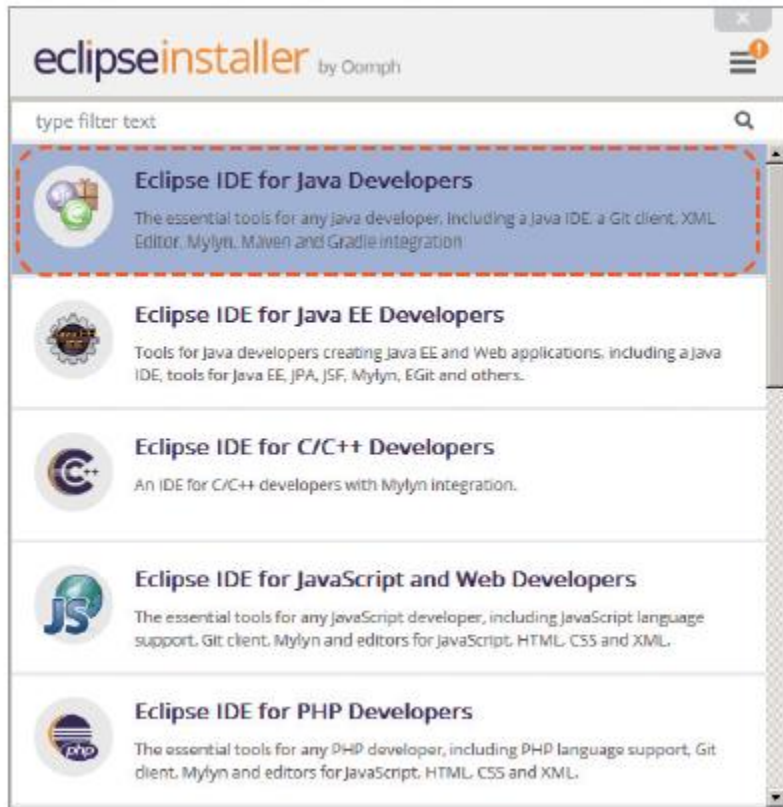 eclipseinstaller by Oomph
type filter text
Eclipse IDE for Java Developers
The essential tools for any Java developer, including a Java IDE, a Git client, XML
Editor, Mylyn, Maven and Gradle integration
Eclipse IDE for Java EE Developers
Tools for Java developers creating Java EE and Web applications, including a Java
IDE, tools for Java EE, JPA, JSF, Mylyn, EGit and others.
Eclipse IDE for C/C++ Developers
An IDE for C/C++ developers with Mylyn integration.
Eclipse IDE for JavaScript and Web Developers
The essential tools for any JavaScript developer, including JavaScript language
support, Git client, Mylyn and editors for JavaScript, HTML, CSS and XML.
JS
Eclipse IDE for PHP Developers
The essential tools for any PHP developer, including PHP language support, Git
client, Mylyn and editors for JavaScript, HTML, CSS and XML.
php